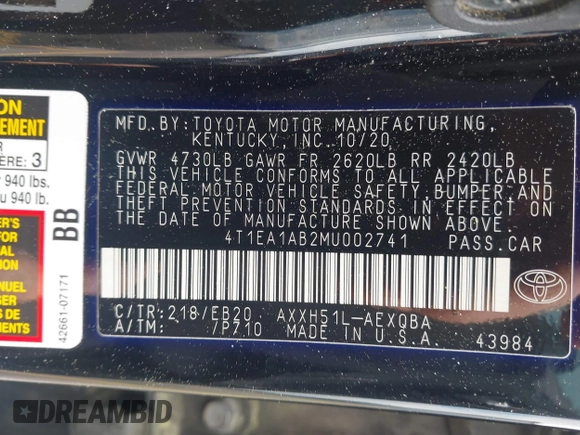 ION
EMENT
R
ÈRE: 3
r 940 lbs.
u 940 lb.
BB
42661-07171
MFD.BY:TOYOTA MOTOR MANUFACTURING,
KENTUCKY,INC.10/20
GVWR 4730LB GAWR FR 2620LB RR 2420LB
THIS VEHICLE CONFORMS TO ALL APPLICABLE
FEDERAL MOTOR VEHICLE SAFETY,BUMPER,AND
THEFT PREVENTION STANDARDS IN EFFECT ON
THE DATE OF MANUFACTURE SHOWN ABOVE.
4T1EA1AB2MU002741 PASS.CAR
C/TR:218/EB20 AXXH51L-AEXQBA
A/TM: /P710 MADE IN U.S.A. 43984
DREAMBID